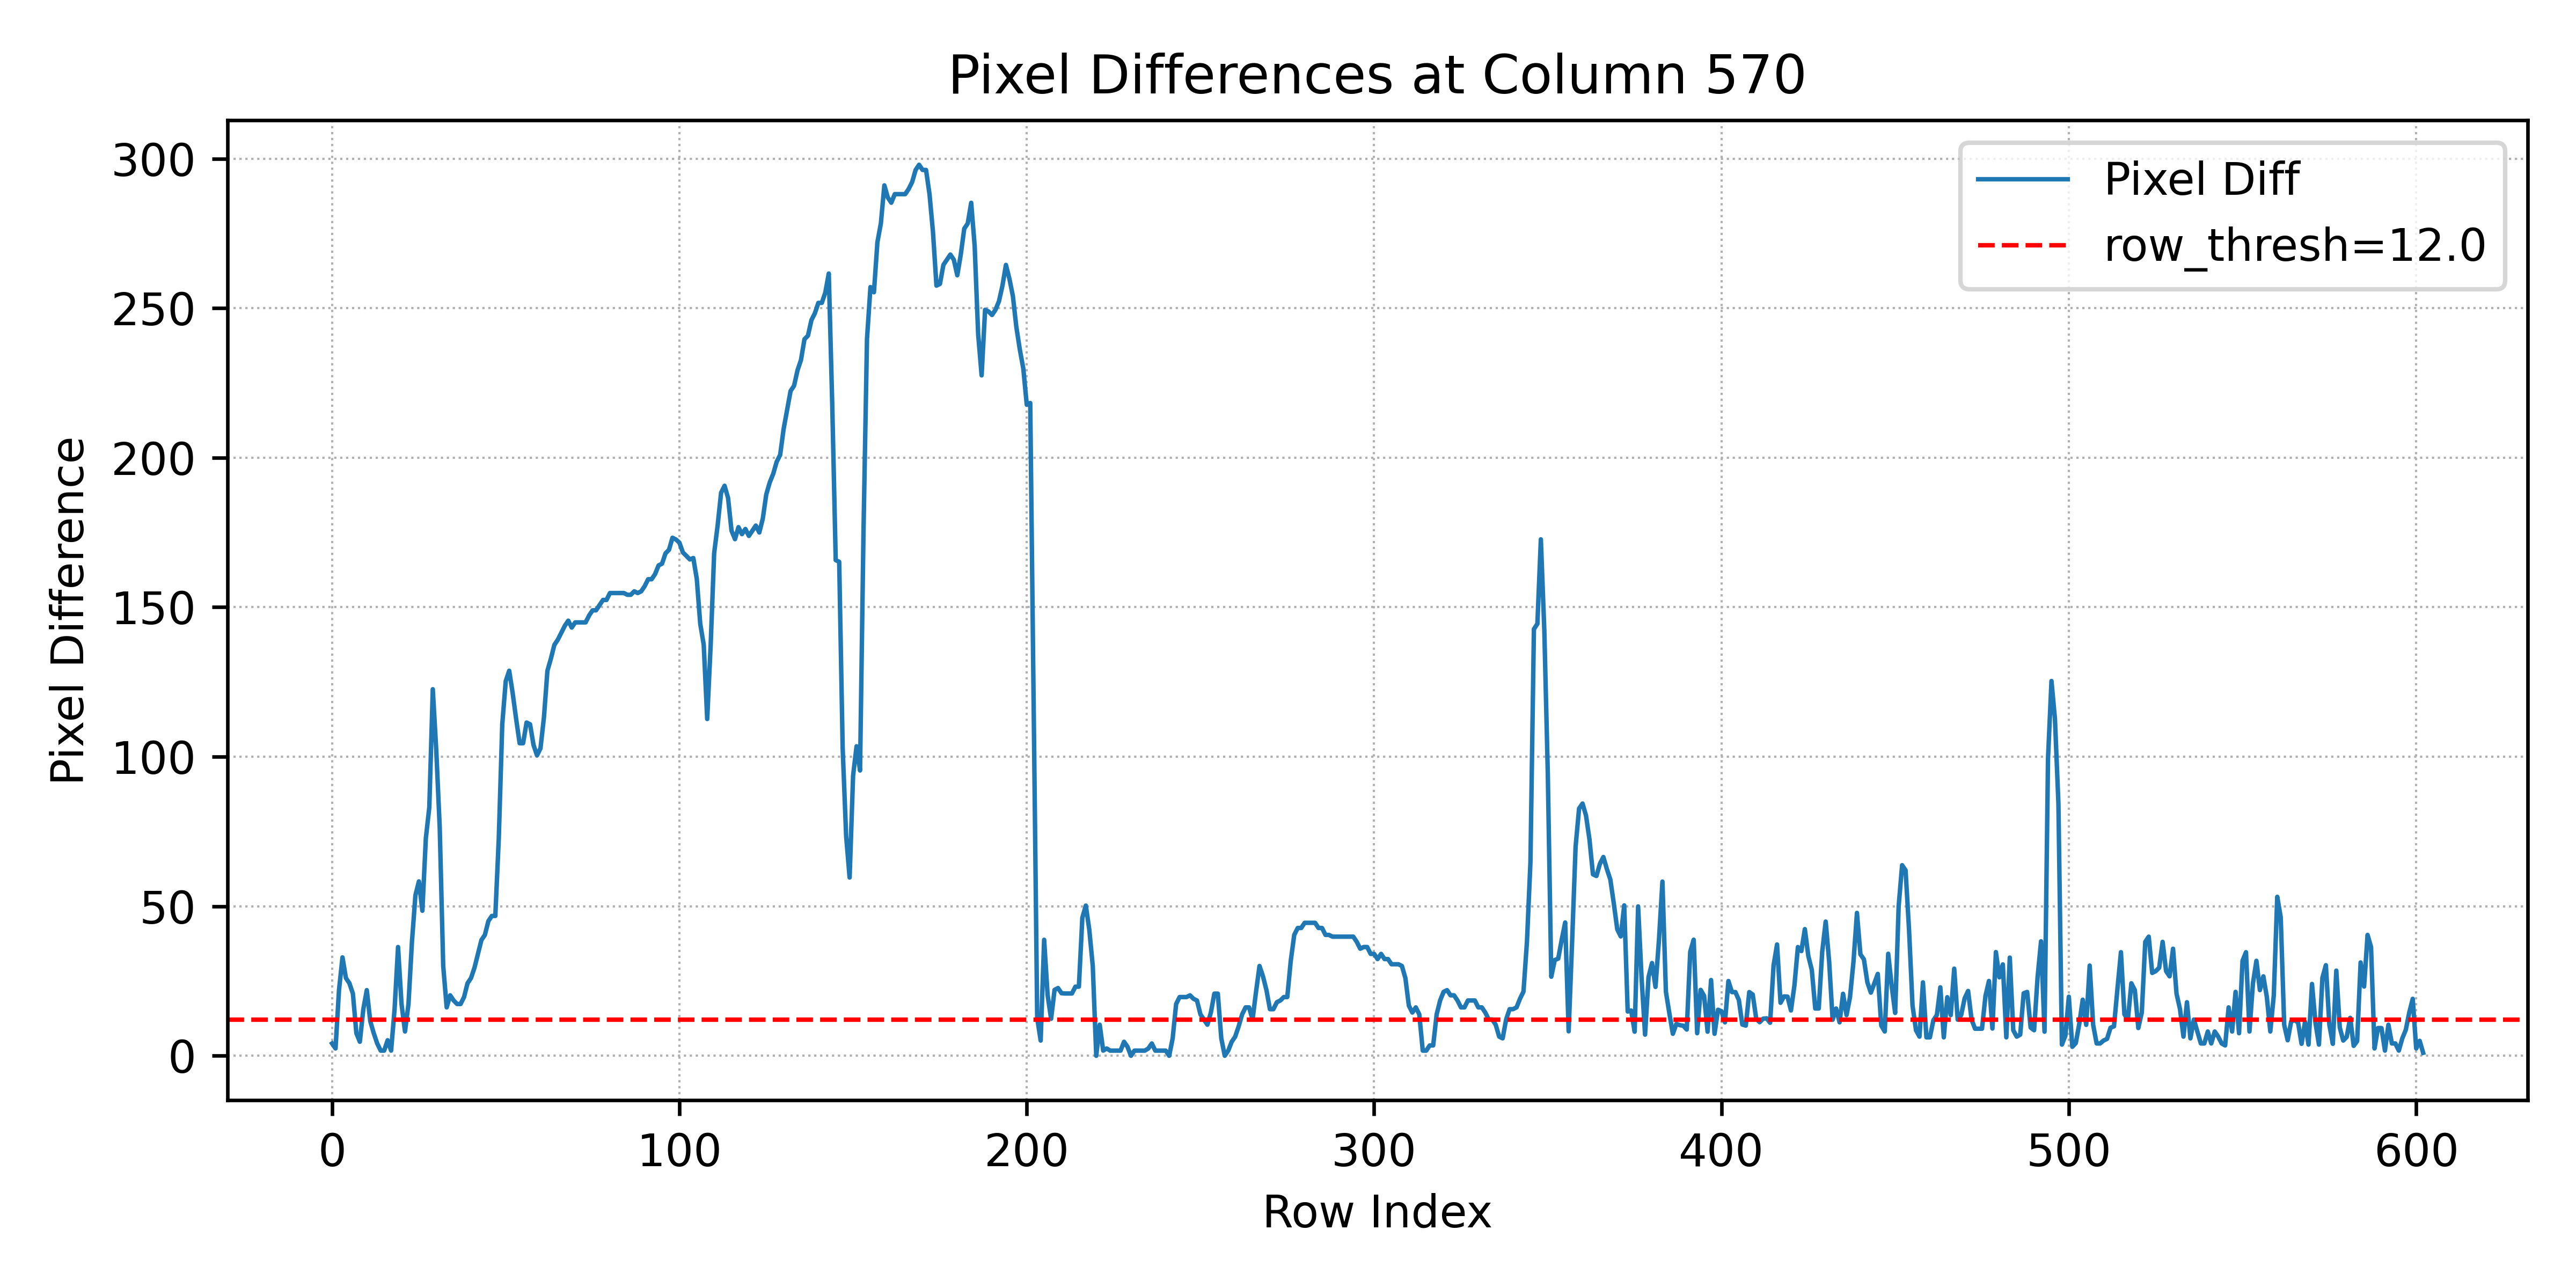 Pixel Differences at Column 570
Pixel Diff
row_thresh=12.0
Pixel Difference
300
250
200
150
100
50
0
0 100 200 300 400 500 600
Row Index